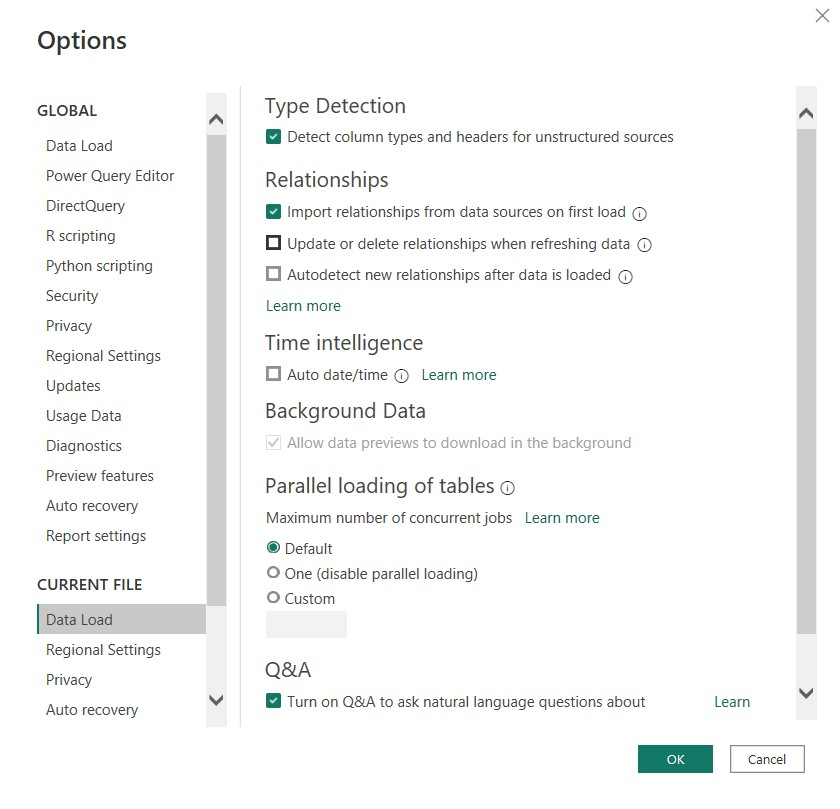 Options
GLOBAL
Data Load
Power Query Editor
DirectQuery
R scripting
Python scripting
Security
Privacy
Regional Settings
Updates
Usage Data
Diagnostics
Preview features
Auto recovery
Report settings
CURRENT FILE
Data Load
Regional Settings
Privacy
Auto recovery
Type Detection
Detect column types and headers for unstructured sources
Relationships
Import relationships from data sources on first load
Update or delete relationships when refreshing data
Autodetect new relationships after data is loaded
Learn more
Time intelligence
Auto date/time Learn more
Background Data
Allow data previews to download in the background
Parallel loading of tables
Maximum number of concurrent jobs Learn more
Default
One (disable parallel loading)
Custom
Q&A
Turn on Q&A to ask natural language questions about Learn
OK Cancel